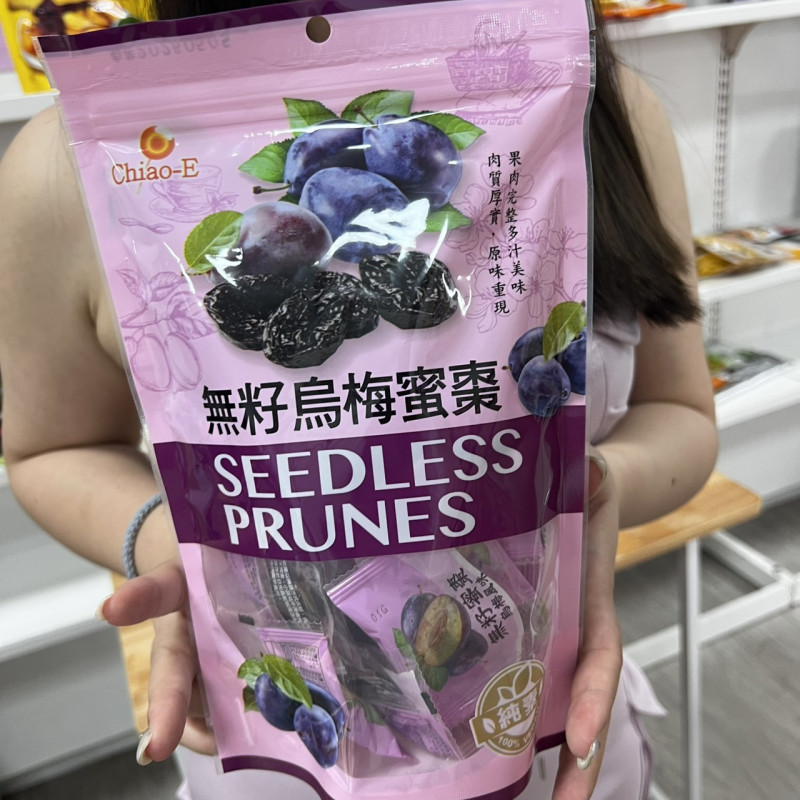 Chiao-E
果肉完整多汁美味
肉質厚實，原味重現
無籽烏梅蜜棗
SEEDLESS
PRUNES
純素
100%